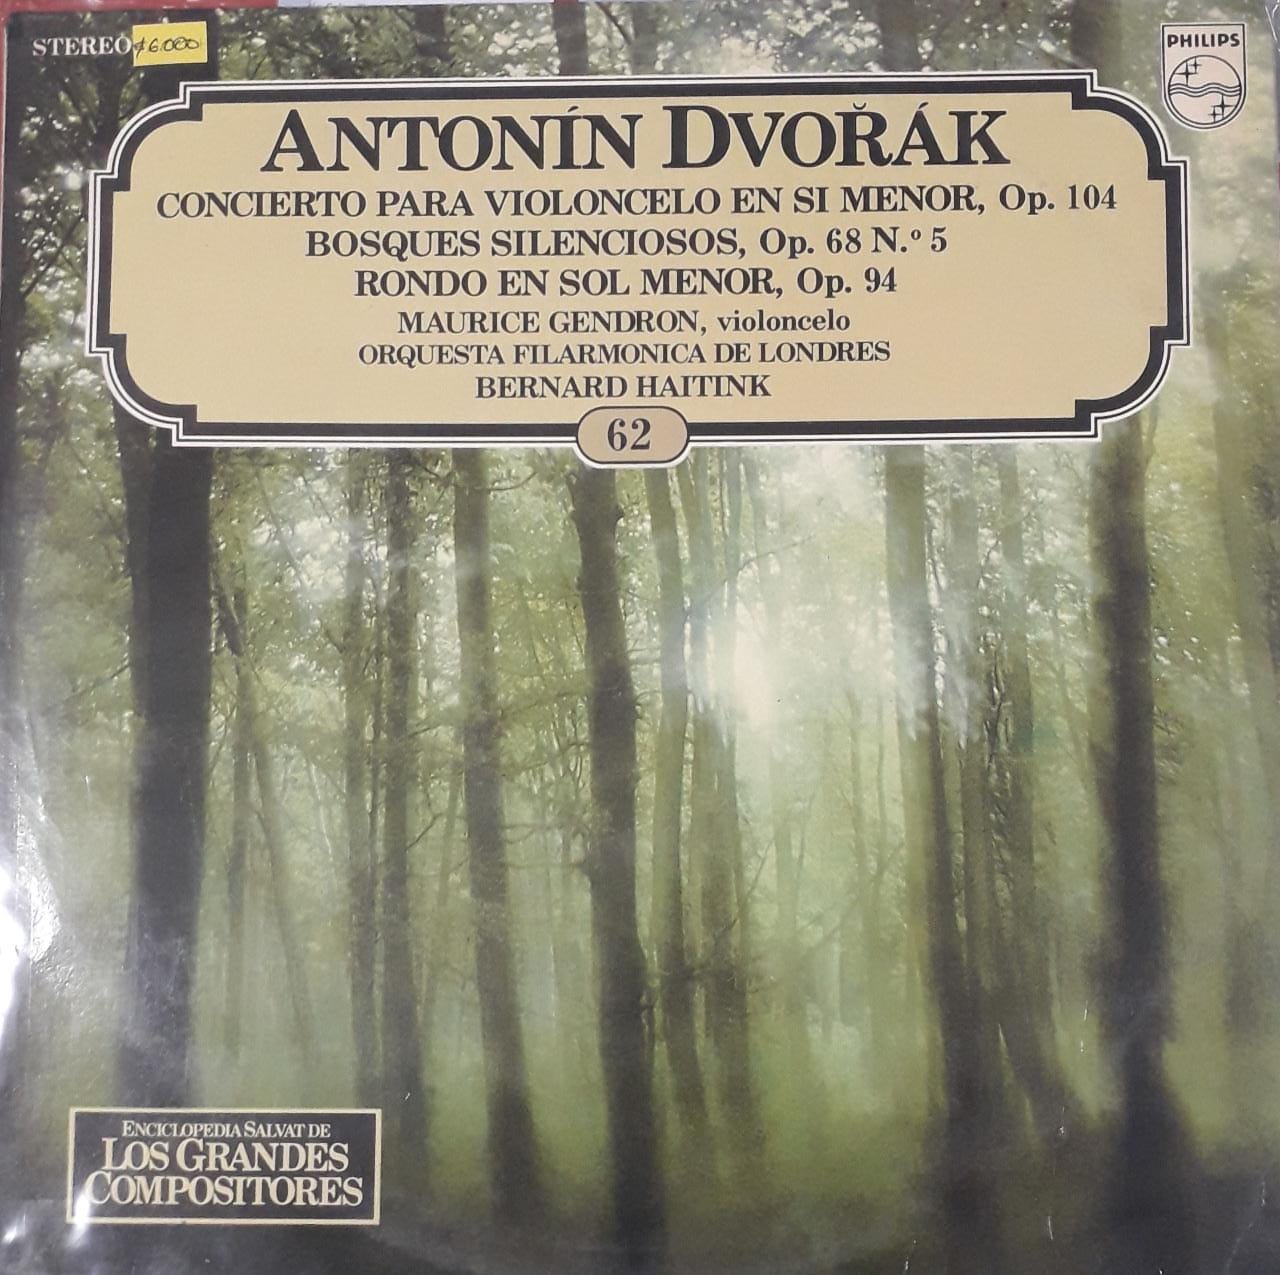 STEREO
$6.000
PHILIPS
ANTONÍN DVOŘÁK
CONCIERTO PARA VIOLONCELO EN SI MENOR, Op. 104
BOSQUES SILENCIOSOS, Op. 68 N.º 5
RONDO EN SOL MENOR, Op. 94
MAURICE GENDRON, violoncelo
ORQUESTA FILARMONICA DE LONDRES
BERNARD HAITINK
62
ENCICLOPEDIA SALVAT DE
LOS GRANDES
COMPOSITORES